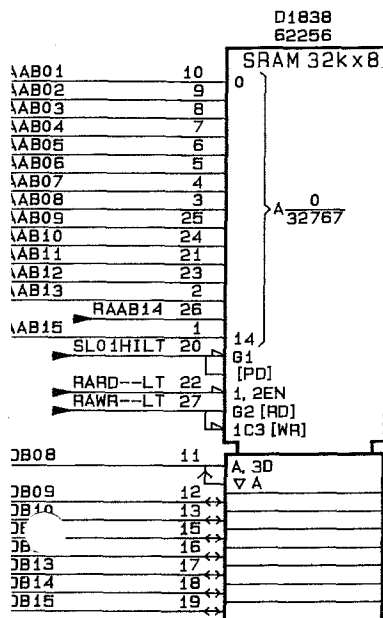 D1838
62256
SRAM 32k x 8
AAB01 10 0
AAB02 9
AAB03 8
AAB04 7
AAB05 6
AAB06 5
AAB07 4
AAB08 3
AAB09 25
AAB10 24
AAB11 21
AAB12 23
AAB13 2
RAAB14 26
AAB15 1 14
A 0
32767
SL01HILT 20 G1
[PD]
RARD--LT 22 1, 2EN
RAWR--LT 27 G2 [RD]
1C3 [WR]
DB08 11 A, 3D
▽ A
DB09 12
DB10 13
15
16
DB13 17
DB14 18
DB15 19